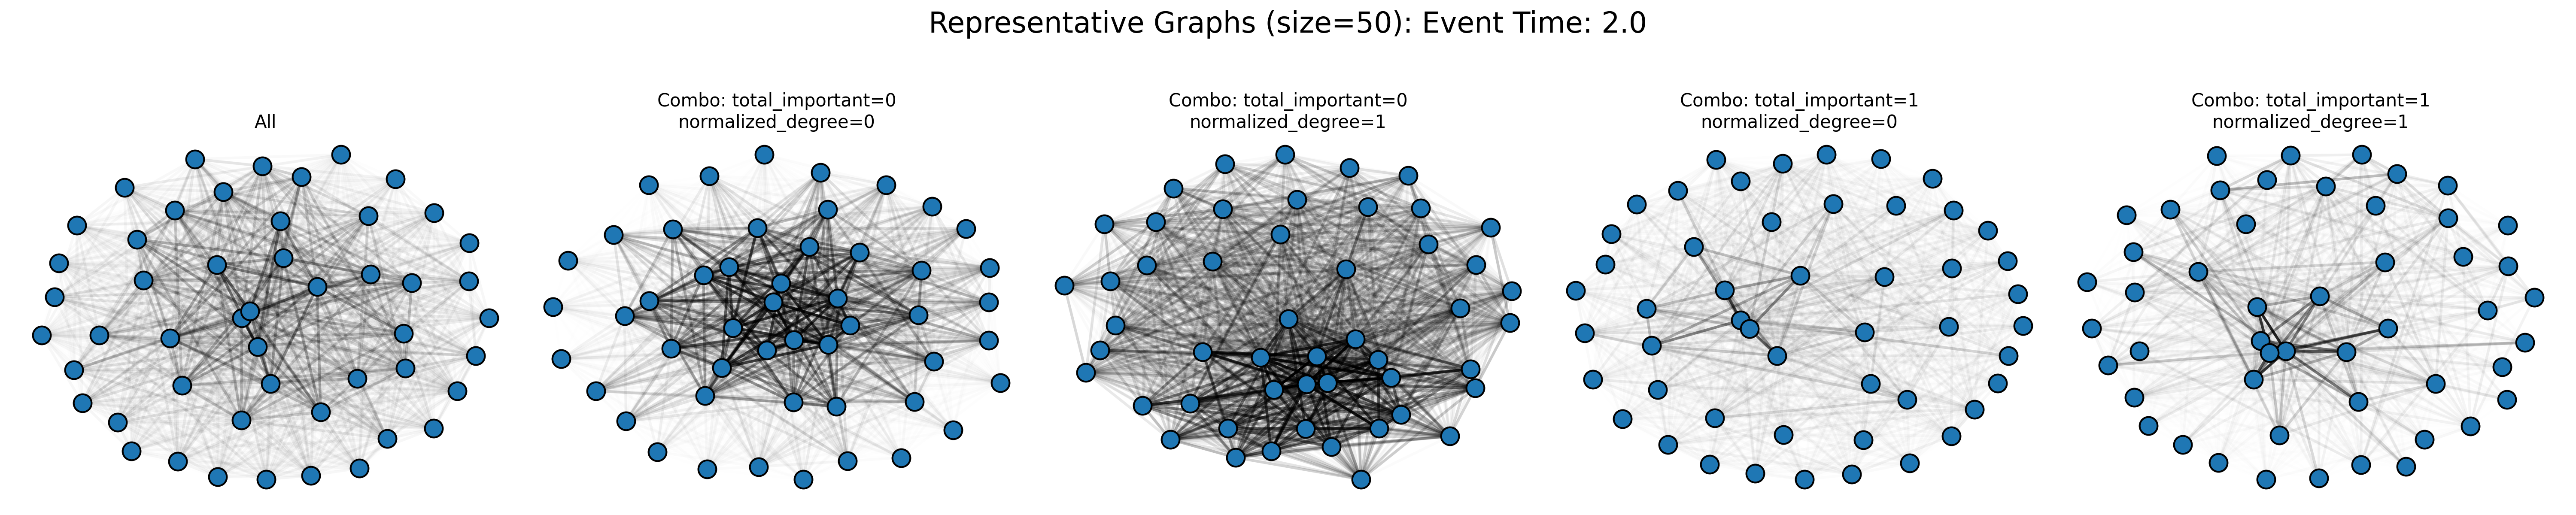 Representative Graphs (size=50): Event Time: 2.0
All
Combo: total_important=0
normalized_degree=0
Combo: total_important=0
normalized_degree=1
Combo: total_important=1
normalized_degree=0
Combo: total_important=1
normalized_degree=1